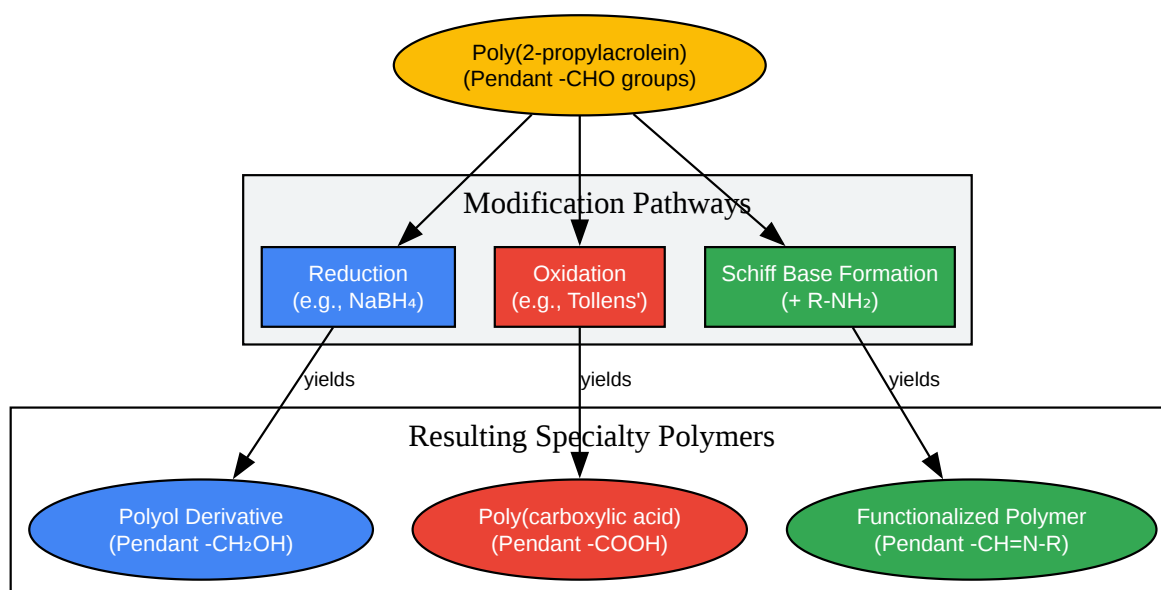 Poly(2-propylacrolein)
(Pendant -CHO groups)
Modification Pathways
Reduction
(e.g., NaBH₄)
Oxidation
(e.g., Tollens')
Schiff Base Formation
(+ R-NH₂)
yields
yields
yields
Resulting Specialty Polymers
Polyol Derivative
(Pendant -CH₂OH)
Poly(carboxylic acid)
(Pendant -COOH)
Functionalized Polymer
(Pendant -CH=N-R)